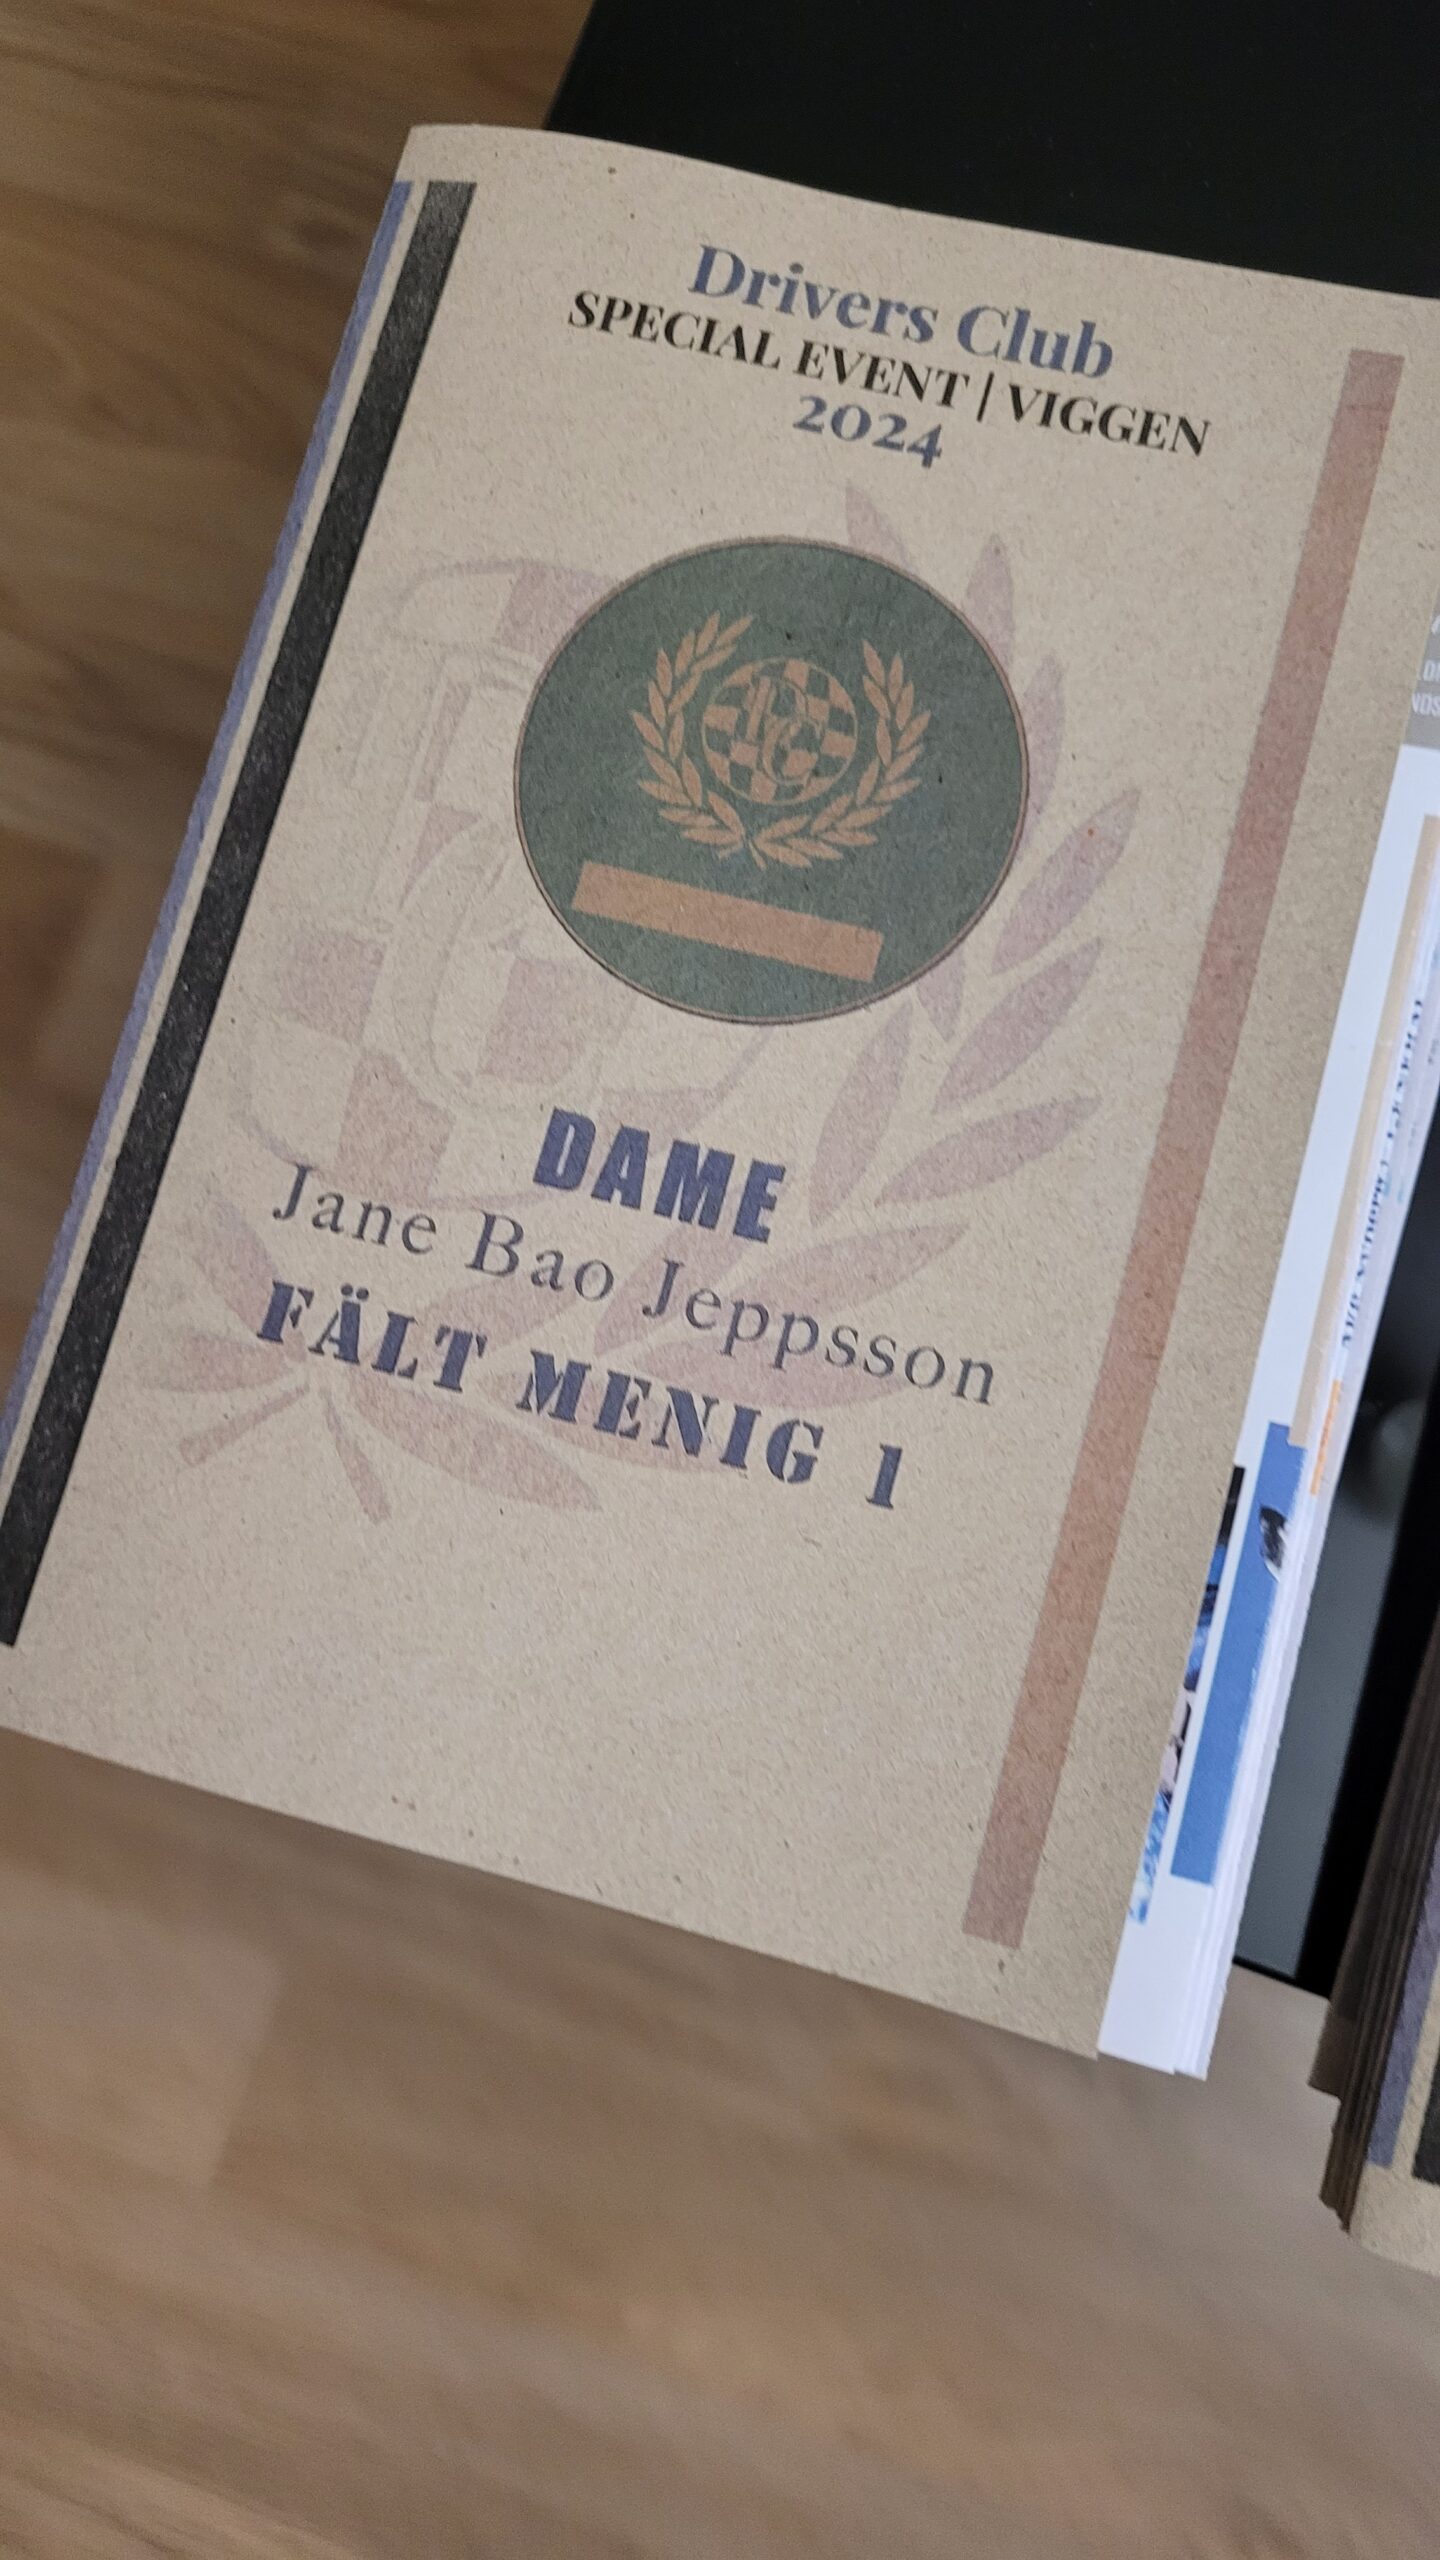 Drivers Club
SPECIAL EVENT | VIGGEN
2024
DAME
Jane Bao Jeppsson
FÄLT MENIG 1